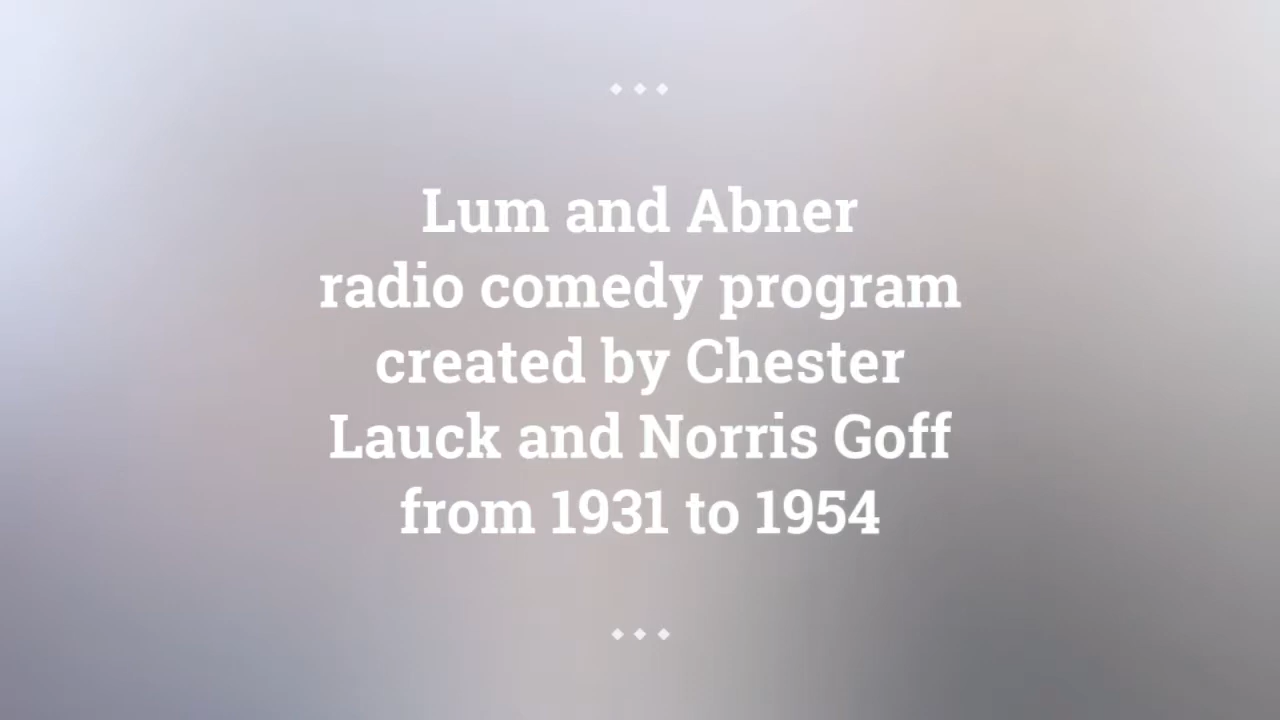 Lum and Abner
radio comedy program
created by Chester
Lauck and Norris Goff
from 1931 to 1954